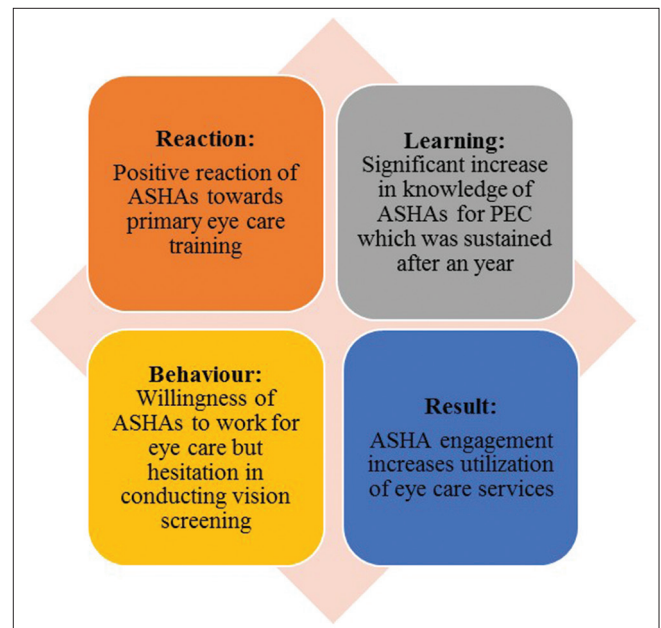 Reaction:
Positive reaction of
ASHAs towards
primary eye care
training
Learning:
Significant increase
in knowledge of
ASHAs for PEC
which was sustained
after an year
Behaviour:
Willingness of
ASHAs to work for
eye care but
hesitation in
conducting vision
screening
Result:
ASHA engagement
increases utilization
of eye care services